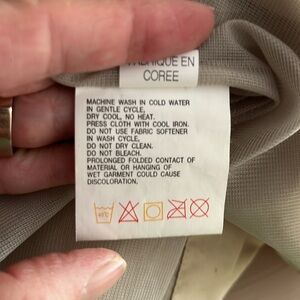 FABRIQUE EN
COREE
MACHINE WASH IN COLD WATER
IN GENTLE CYCLE,
DRY COOL, NO HEAT.
PRESS CLOTH WITH COOL IRON.
DO NOT USE FABRIC SOFTENER
IN WASH CYCLE.
DO NOT DRY CLEAN.
DO NOT BLEACH.
PROLONGED FOLDED CONTACT OF
MATERIAL OR HANGING OF
WET GARMENT COULD CAUSE
DISCOLORATION.
40°C